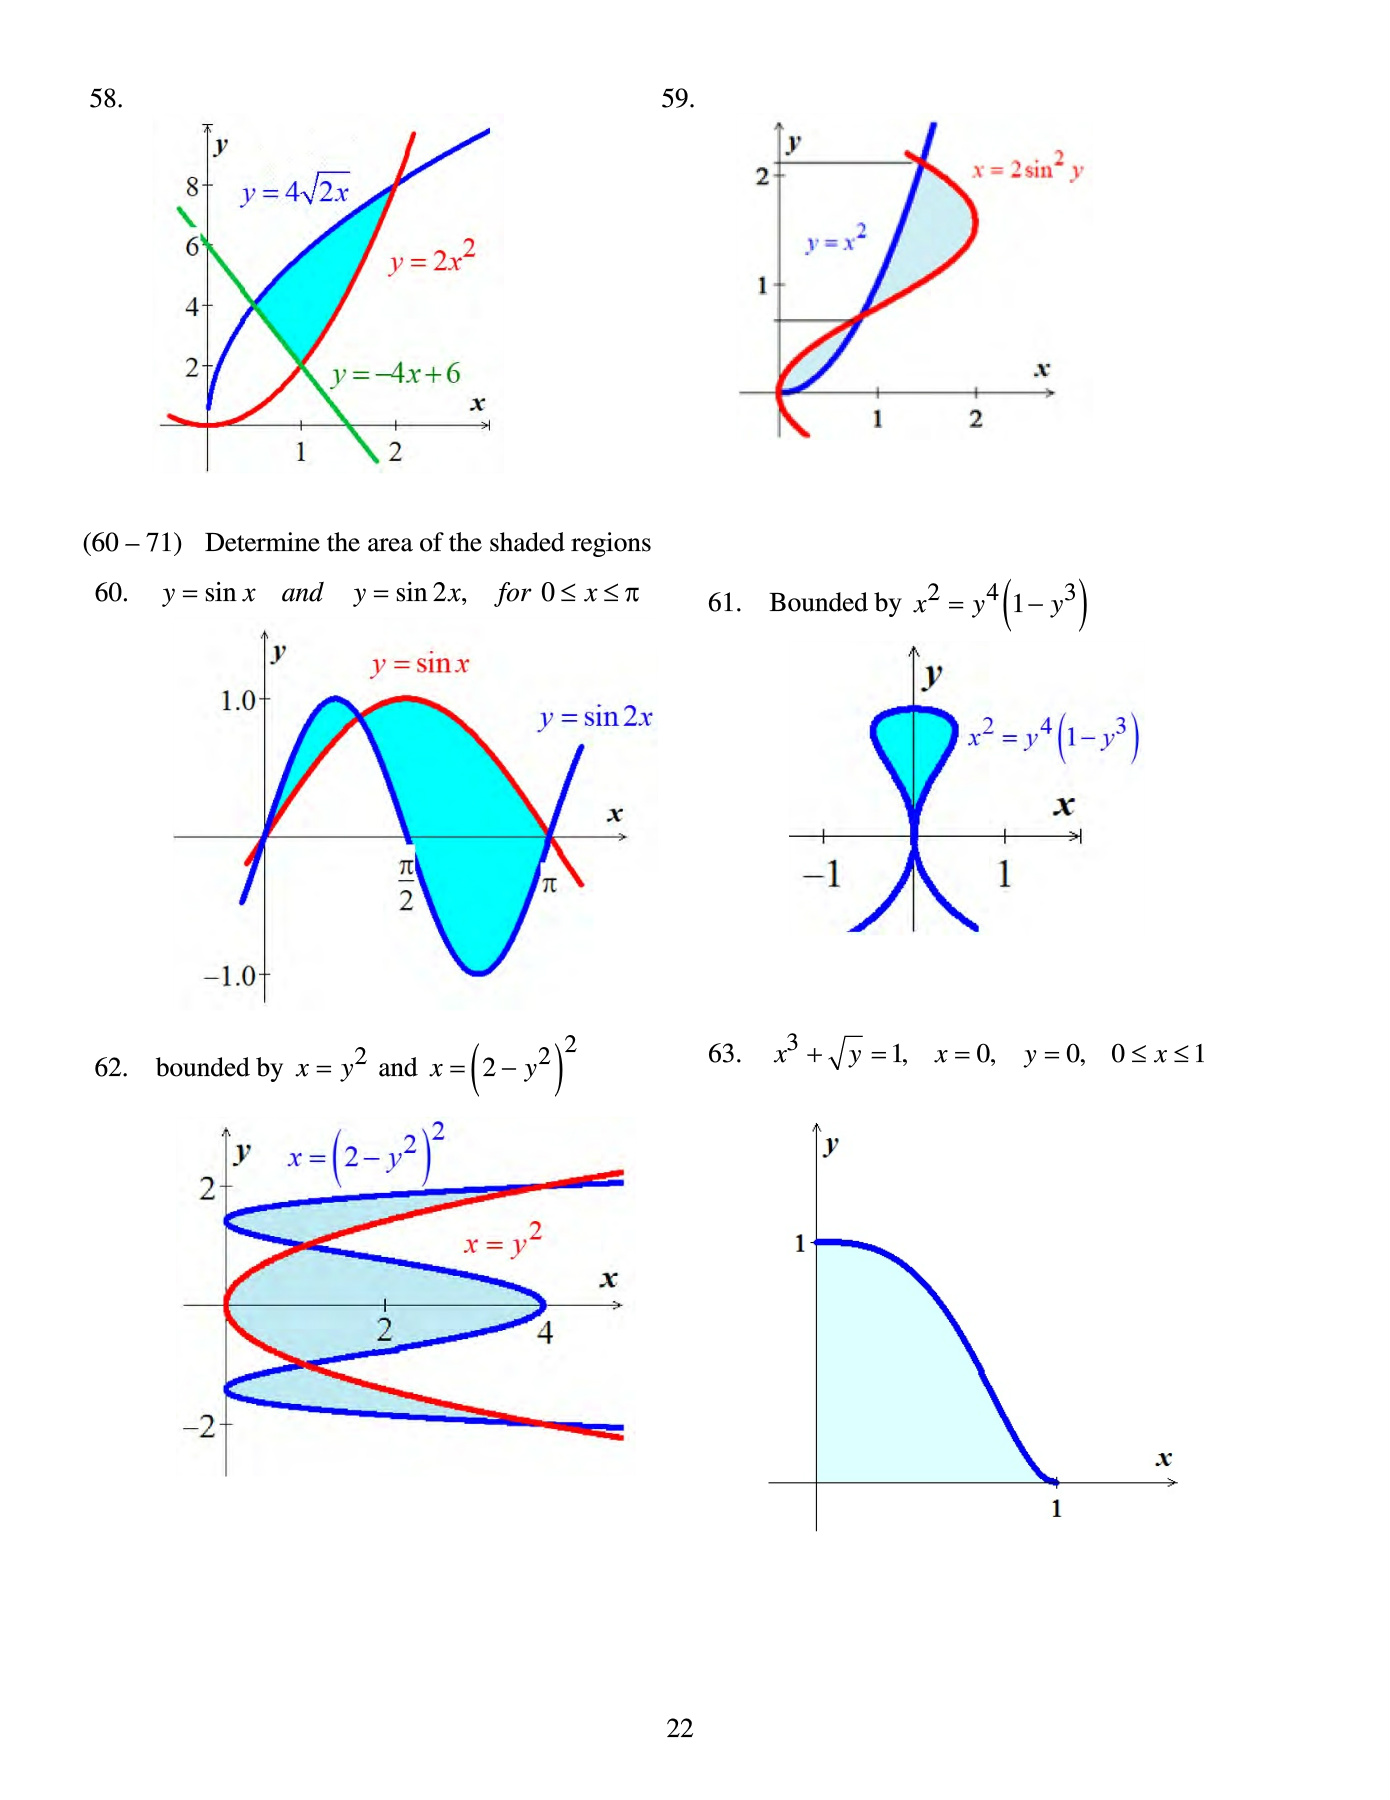 58.
y
8
y = 4√2x
6
y = 2x²
4
2
y = −4x + 6
x
1 2
59.
y
2
x = 2 sin² y
y = x²
1
x
1 2
(60 – 71) Determine the area of the shaded regions
60. y = sin x and y = sin 2x, for 0 ≤ x ≤ π
y
y = sin x
1.0
y = sin 2x
x
π/2
π
−1.0
61. Bounded by x² = y⁴(1 − y³)
y
x² = y⁴(1 − y³)
x
−1 1
62. bounded by x = y² and x = (2 − y²)²
y
x = (2 − y²)²
2
x = y²
x
2 4
−2
63. x³ + √y = 1, x = 0, y = 0, 0 ≤ x ≤ 1
y
1
x
1
22